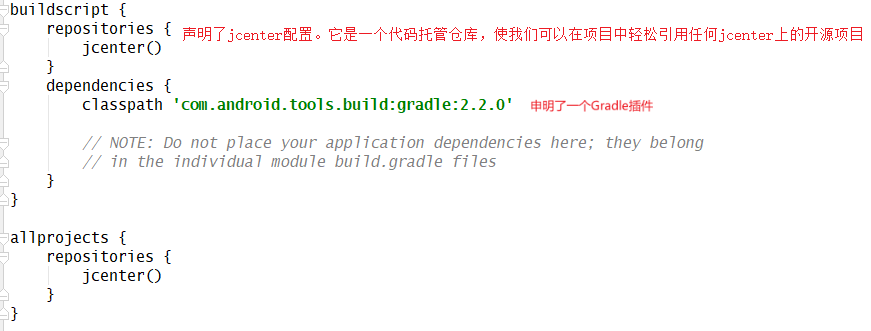 buildscript {
repositories { 声明了jcenter配置。它是一个代码托管仓库，使我们可以在项目中轻松引用任何jcenter上的开源项目
jcenter()
}
dependencies {
classpath 'com.android.tools.build:gradle:2.2.0' 申明了一个Gradle插件
// NOTE: Do not place your application dependencies here; they belong
// in the individual module build.gradle files
}
}
allprojects {
repositories {
jcenter()
}
}